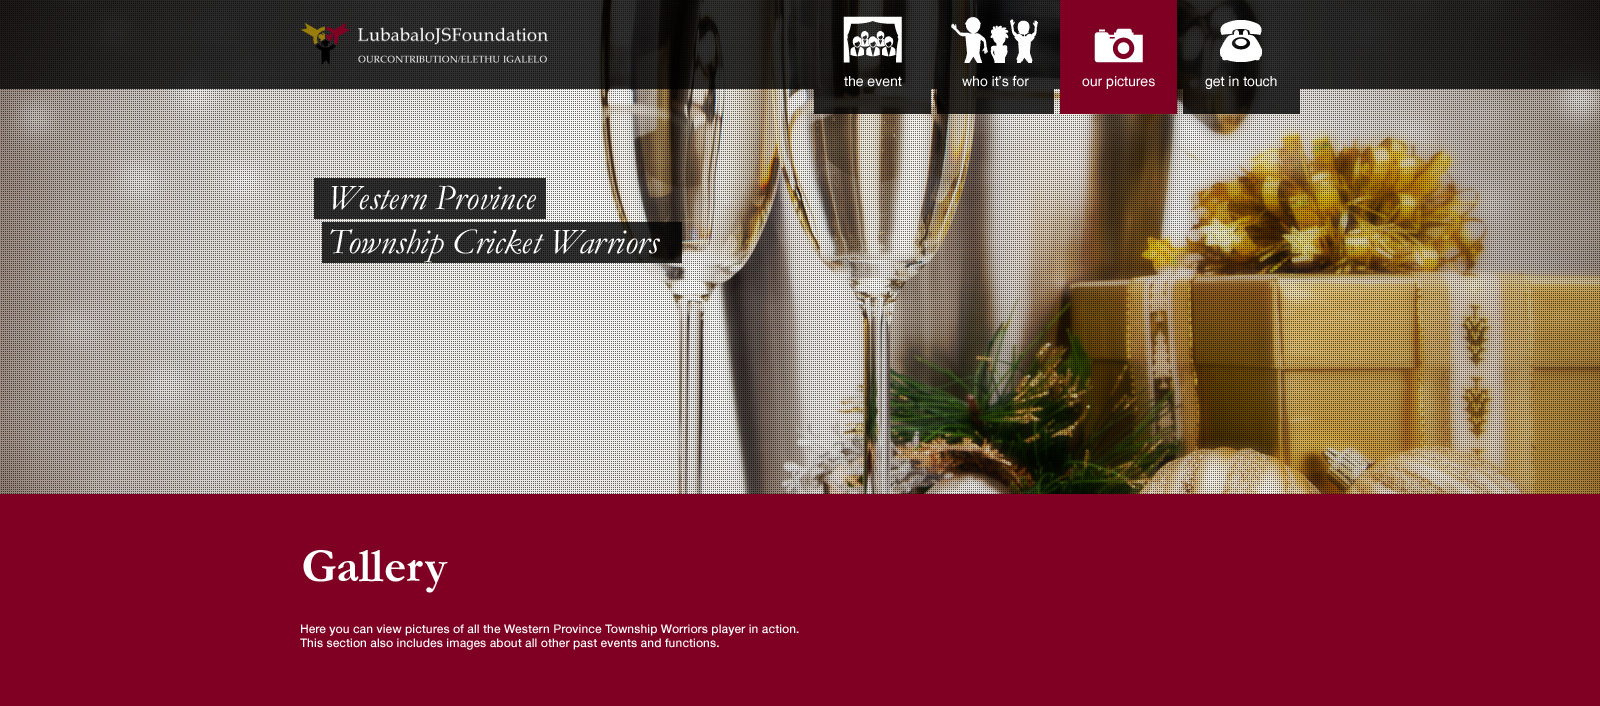 LubabaloJSFoundation
OURCONTRIBUTION/ELETHU IGALELO
the event
who it's for
our pictures
get in touch
Western Province
Township Cricket Warriors
Gallery
Here you can view pictures of all the Western Province Township Worriors player in action.
This section also includes images about all other past events and functions.